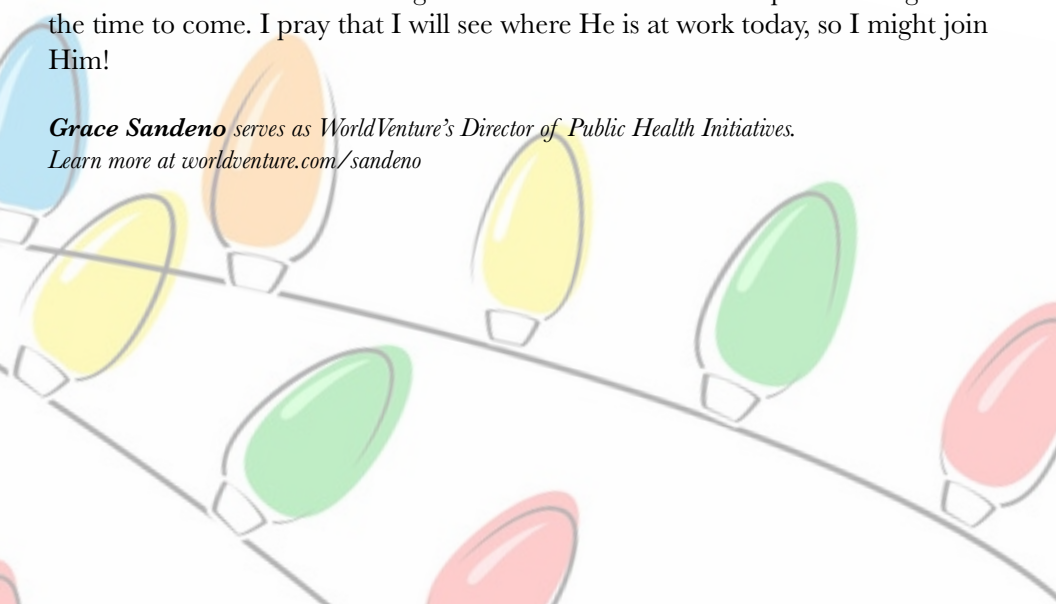 the time to come. I pray that I will see where He is at work today, so I might join
Him!
Grace Sandeno serves as WorldVenture’s Director of Public Health Initiatives.
Learn more at worldventure.com/sandeno